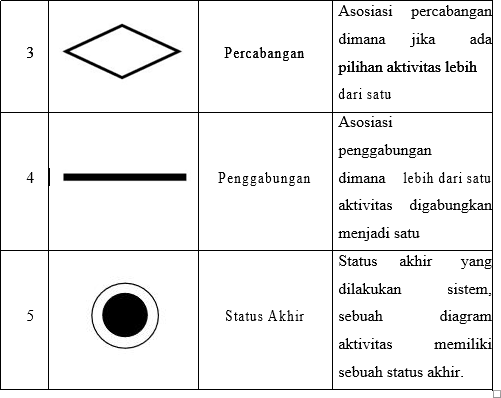 3
Percabangan
Asosiasi percabangan
dimana jika ada
pilihan aktivitas lebih
dari satu
4
Penggabungan
Asosiasi
penggabungan
dimana lebih dari satu
aktivitas digabungkan
menjadi satu
5
Status Akhir
Status akhir yang
dilakukan sistem,
sebuah diagram
aktivitas memiliki
sebuah status akhir.